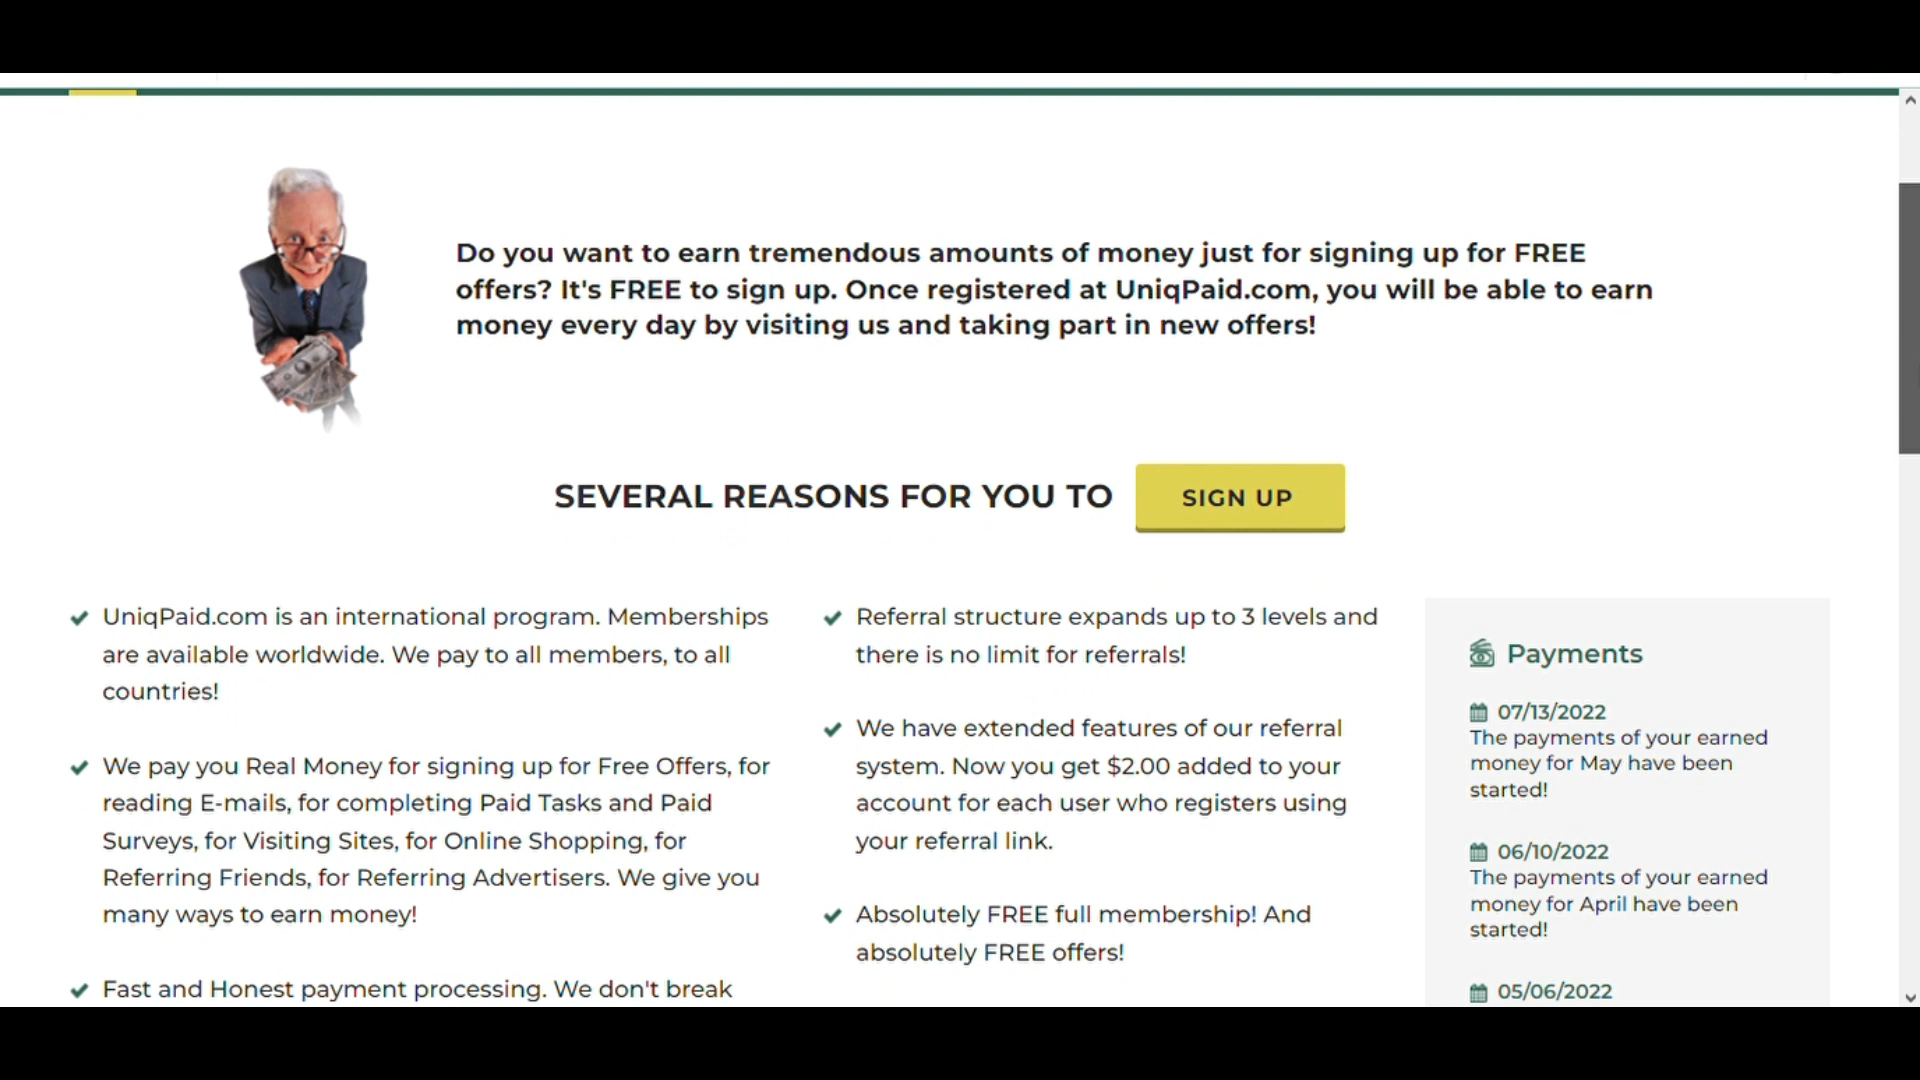 Do you want to earn tremendous amounts of money just for signing up for FREE
offers? It's FREE to sign up. Once registered at UniqPaid.com, you will be able to earn
money every day by visiting us and taking part in new offers!
SEVERAL REASONS FOR YOU TO SIGN UP
UniqPaid.com is an international program. Memberships
are available worldwide. We pay to all members, to all
countries!
We pay you Real Money for signing up for Free Offers, for
reading E-mails, for completing Paid Tasks and Paid
Surveys, for Visiting Sites, for Online Shopping, for
Referring Friends, for Referring Advertisers. We give you
many ways to earn money!
Fast and Honest payment processing. We don't break
Referral structure expands up to 3 levels and
there is no limit for referrals!
We have extended features of our referral
system. Now you get $2.00 added to your
account for each user who registers using
your referral link.
Absolutely FREE full membership! And
absolutely FREE offers!
Payments
07/13/2022
The payments of your earned
money for May have been
started!
06/10/2022
The payments of your earned
money for April have been
started!
05/06/2022